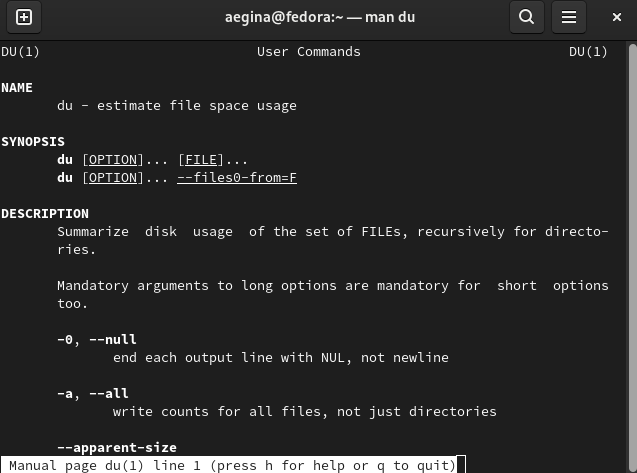 aegina@fedora:~ — man du
DU(1) User Commands DU(1)
NAME
du - estimate file space usage
SYNOPSIS
du [OPTION]... [FILE]...
du [OPTION]... --files0-from=F
DESCRIPTION
Summarize disk usage of the set of FILEs, recursively for directo-
ries.
Mandatory arguments to long options are mandatory for short options
too.
-0, --null
end each output line with NUL, not newline
-a, --all
write counts for all files, not just directories
--apparent-size
Manual page du(1) line 1 (press h for help or q to quit)